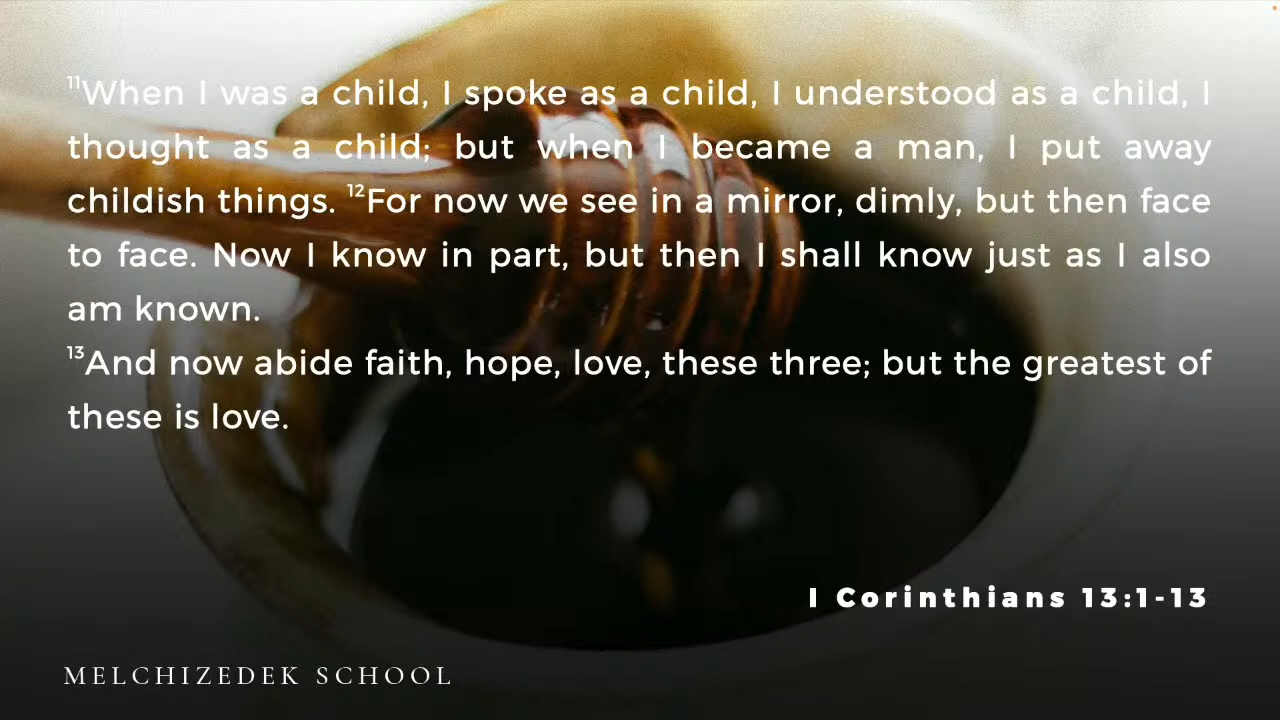 ¹¹When I was a child, I spoke as a child, I understood as a child, I
thought as a child; but when I became a man, I put away
childish things. ¹²For now we see in a mirror, dimly, but then face
to face. Now I know in part, but then I shall know just as I also
am known.
¹³And now abide faith, hope, love, these three; but the greatest of
these is love.
I Corinthians 13:1-13
MELCHIZEDEK SCHOOL